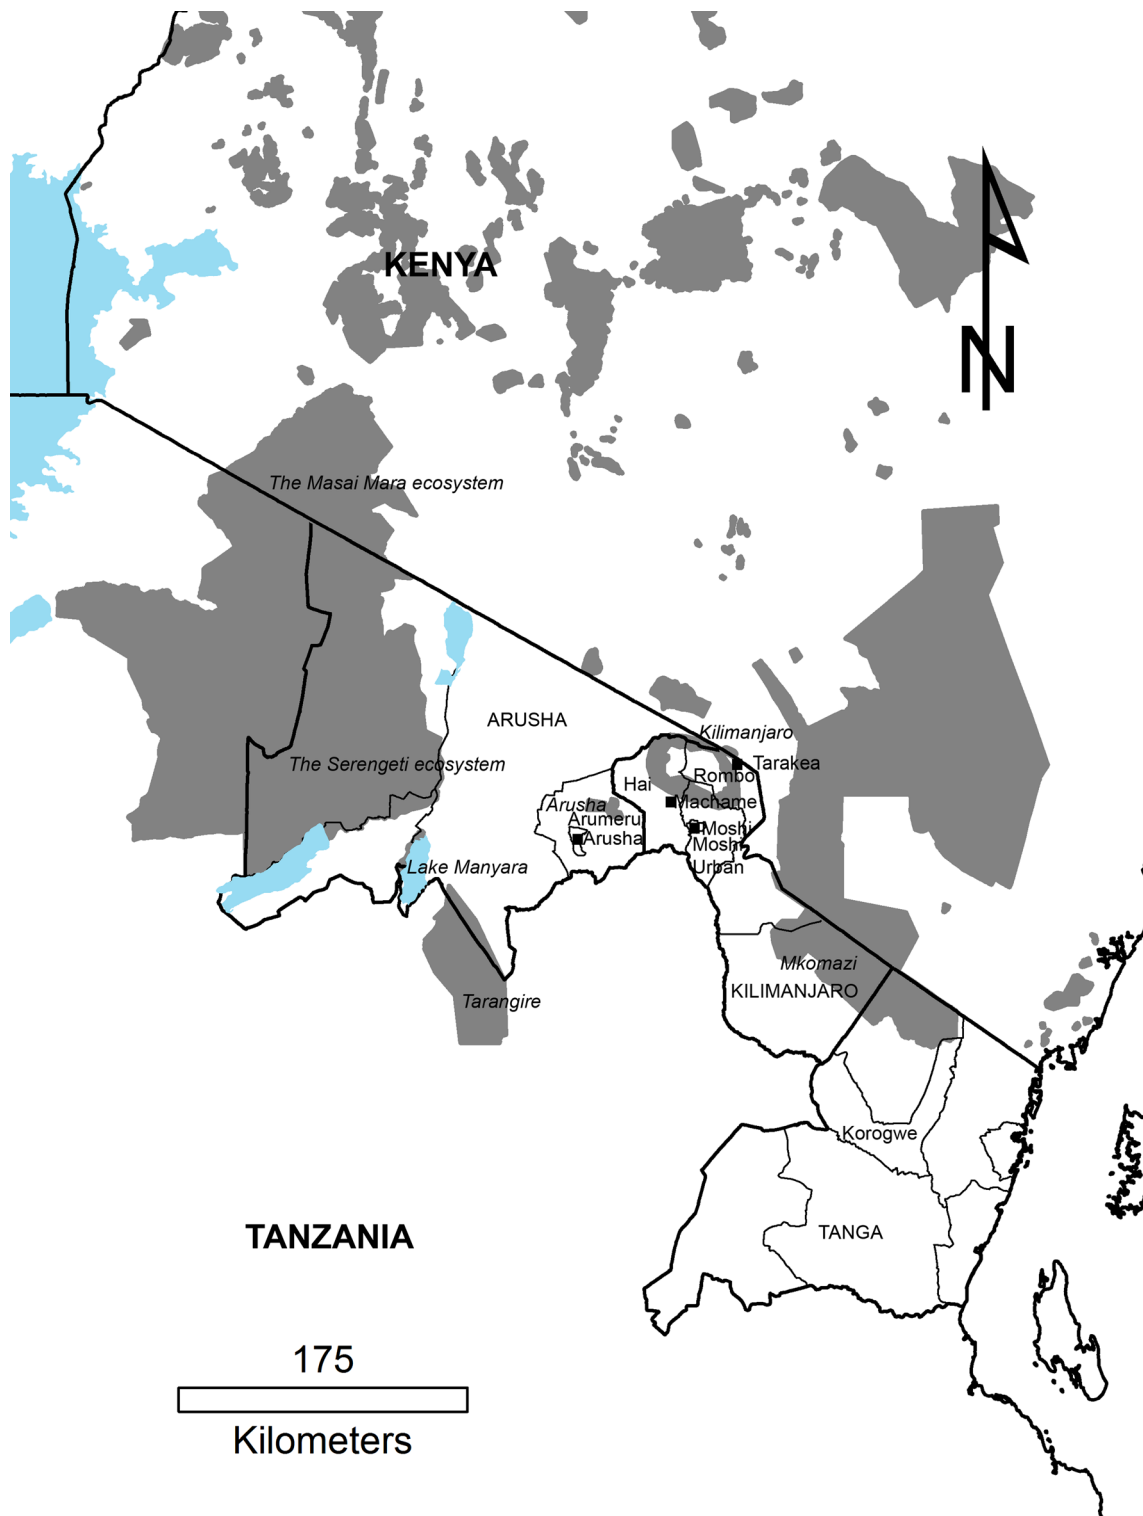 KENYA
N
The Masai Mara ecosystem
ARUSHA
Kilimanjaro
The Serengeti ecosystem
Tarakea
Rombo
Hai
Machame
Arusha
Arumeru
Moshi
Arusha
Moshi
Urban
Lake Manyara
Mkomazi
KILIMANJARO
Tarangire
Korogwe
TANZANIA
TANGA
175
Kilometers